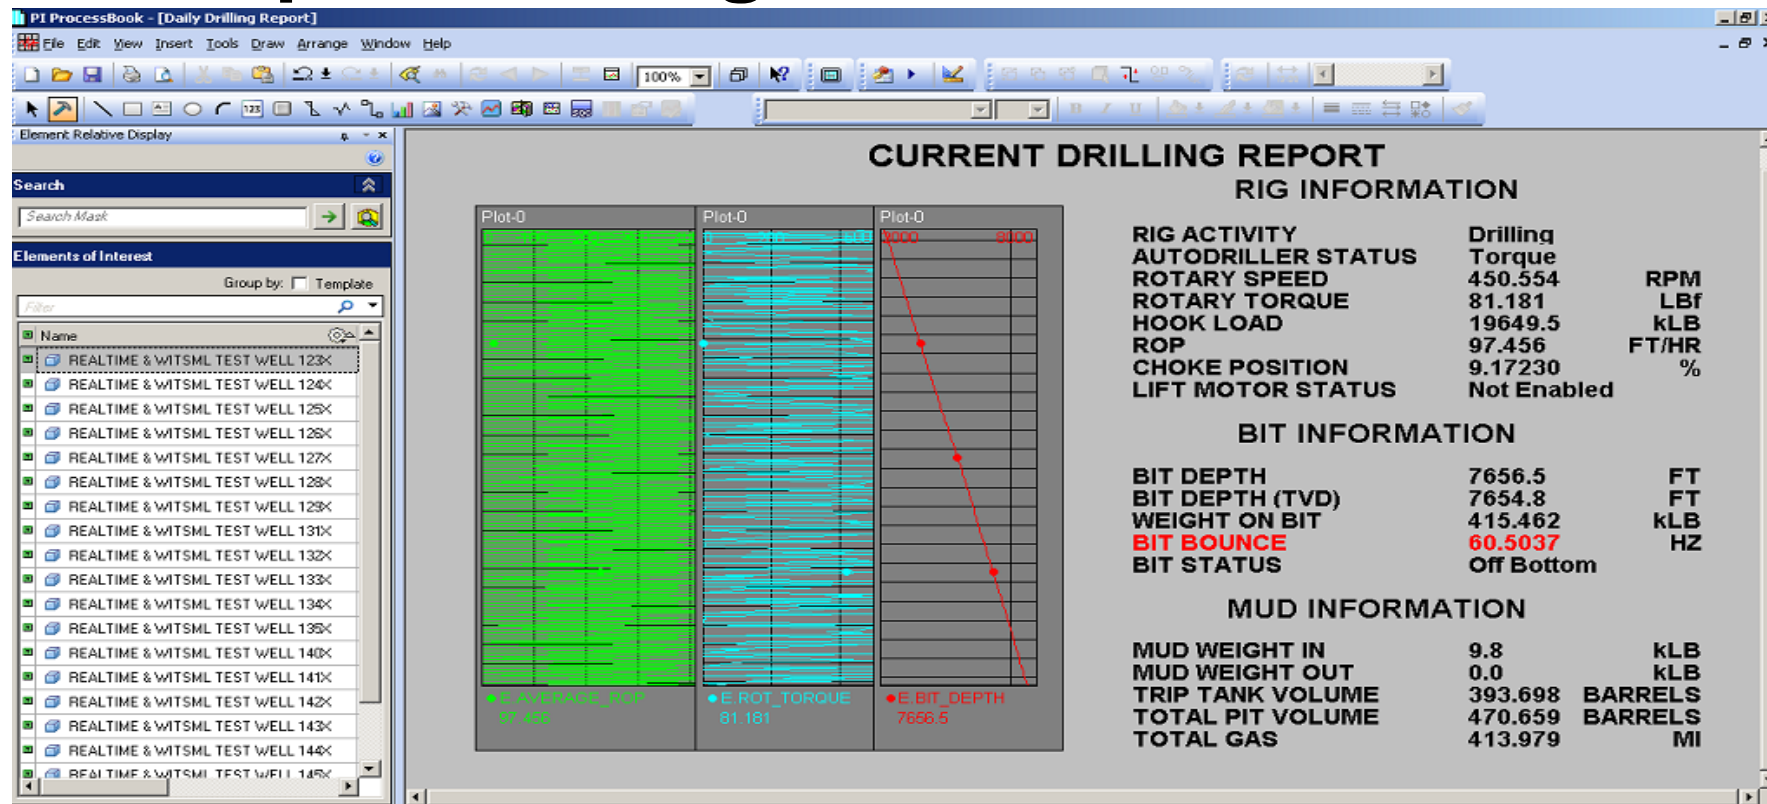 PI ProcessBook - [Daily Drilling Report]
File Edit View Insert Tools Draw Arrange Window Help
100%
123
B I U
Element Relative Display
Search
Search Mask
Elements of Interest
Group by: Template
Filter
Name
REALTIME & WITSML TEST WELL 123X
REALTIME & WITSML TEST WELL 124X
REALTIME & WITSML TEST WELL 125X
REALTIME & WITSML TEST WELL 126X
REALTIME & WITSML TEST WELL 127X
REALTIME & WITSML TEST WELL 128X
REALTIME & WITSML TEST WELL 129X
REALTIME & WITSML TEST WELL 131X
REALTIME & WITSML TEST WELL 132X
REALTIME & WITSML TEST WELL 133X
REALTIME & WITSML TEST WELL 134X
REALTIME & WITSML TEST WELL 135X
REALTIME & WITSML TEST WELL 140X
REALTIME & WITSML TEST WELL 141X
REALTIME & WITSML TEST WELL 142X
REALTIME & WITSML TEST WELL 143X
REALTIME & WITSML TEST WELL 144X
REALTIME & WITSML TEST WELL 145X
CURRENT DRILLING REPORT
Plot-0 Plot-0 Plot-0
8000
E.AVERAGE_ROP E.ROT_TORQUE E.BIT_DEPTH
97.456 81.181 7656.5
RIG INFORMATION
RIG ACTIVITY Drilling
AUTODRILLER STATUS Torque
ROTARY SPEED 450.554 RPM
ROTARY TORQUE 81.181 LBf
HOOK LOAD 19649.5 kLB
ROP 97.456 FT/HR
CHOKE POSITION 9.17230 %
LIFT MOTOR STATUS Not Enabled
BIT INFORMATION
BIT DEPTH 7656.5 FT
BIT DEPTH (TVD) 7654.8 FT
WEIGHT ON BIT 415.462 kLB
BIT BOUNCE 60.5037 HZ
BIT STATUS Off Bottom
MUD INFORMATION
MUD WEIGHT IN 9.8 kLB
MUD WEIGHT OUT 0.0 kLB
TRIP TANK VOLUME 393.698 BARRELS
TOTAL PIT VOLUME 470.659 BARRELS
TOTAL GAS 413.979 MI